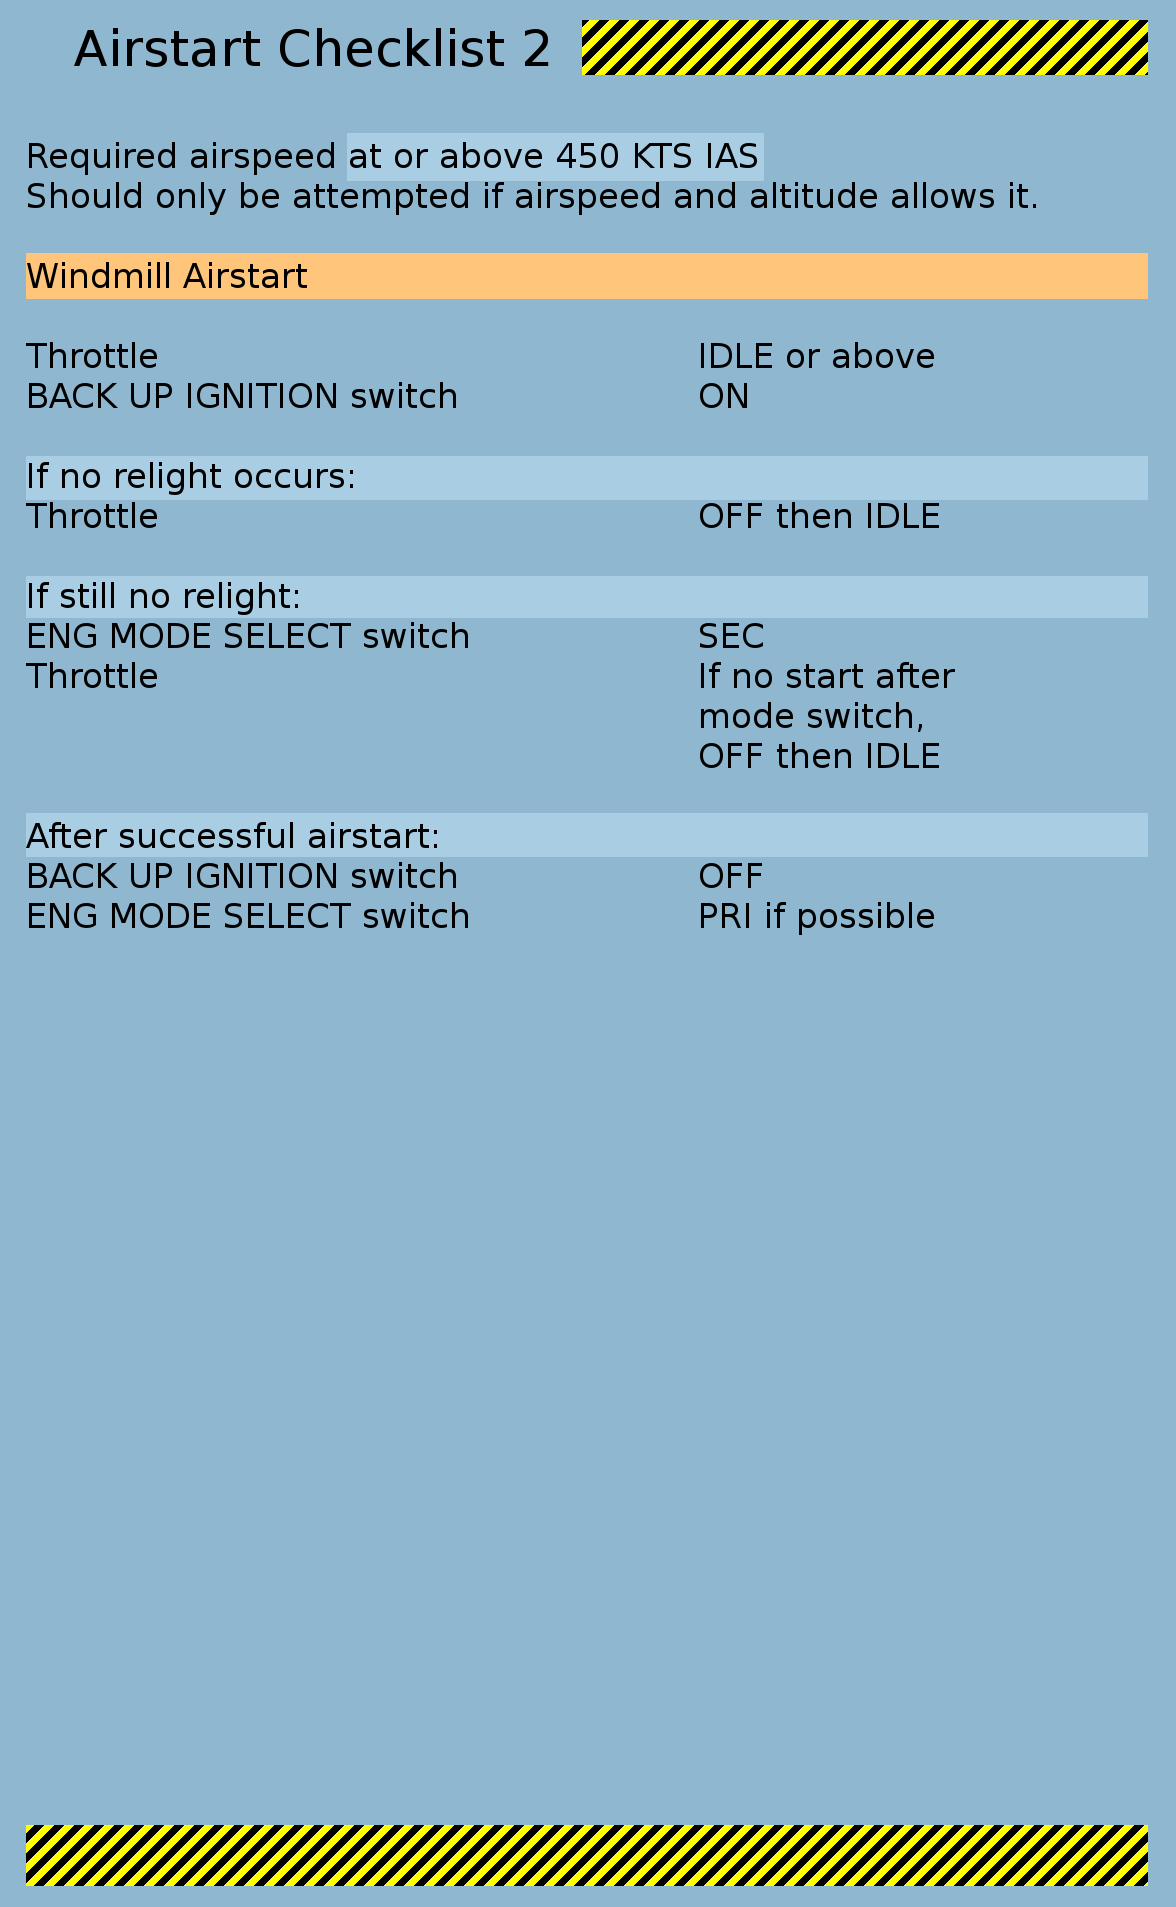 Airstart Checklist 2
Required airspeed at or above 450 KTS IAS
Should only be attempted if airspeed and altitude allows it.
Windmill Airstart
Throttle IDLE or above
BACK UP IGNITION switch ON
If no relight occurs:
Throttle OFF then IDLE
If still no relight:
ENG MODE SELECT switch SEC
Throttle If no start after
mode switch,
OFF then IDLE
After successful airstart:
BACK UP IGNITION switch OFF
ENG MODE SELECT switch PRI if possible